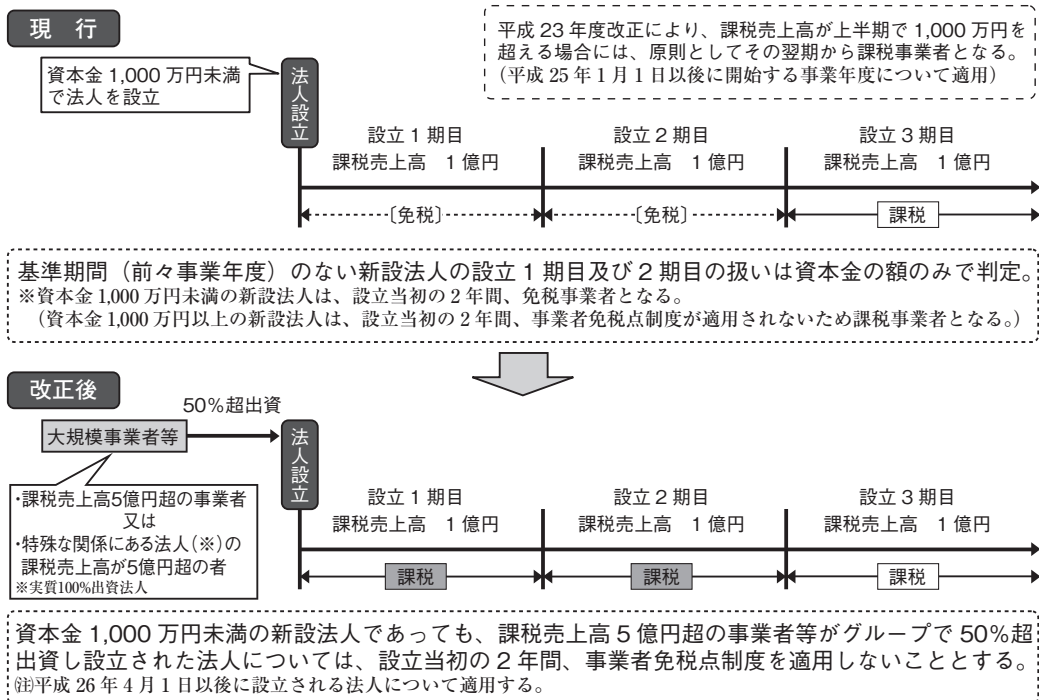 現 行
平成 23 年度改正により、課税売上高が上半期で 1,000 万円を
超える場合には、原則としてその翌期から課税事業者となる。
（平成 25 年 1 月 1 日以後に開始する事業年度について適用）
資本金 1,000 万円未満
で法人を設立
法人設立
設立 1 期目
課税売上高 1 億円
設立 2 期目
課税売上高 1 億円
設立 3 期目
課税売上高 1 億円
〔免税〕
〔免税〕
課税
基準期間（前々事業年度）のない新設法人の設立 1 期目及び 2 期目の扱いは資本金の額のみで判定。
※資本金 1,000 万円未満の新設法人は、設立当初の 2 年間、免税事業者となる。
（資本金 1,000 万円以上の新設法人は、設立当初の 2 年間、事業者免税点制度が適用されないため課税事業者となる。）
改正後
50%超出資
大規模事業者等
法人設立
・課税売上高5億円超の事業者
又は
・特殊な関係にある法人(※)の
課税売上高が5億円超の者
※実質100%出資法人
設立 1 期目
課税売上高 1 億円
設立 2 期目
課税売上高 1 億円
設立 3 期目
課税売上高 1 億円
課税
課税
課税
資本金 1,000 万円未満の新設法人であっても、課税売上高 5 億円超の事業者等がグループで 50%超
出資し設立された法人については、設立当初の 2 年間、事業者免税点制度を適用しないこととする。
㊟平成 26 年 4 月 1 日以後に設立される法人について適用する。